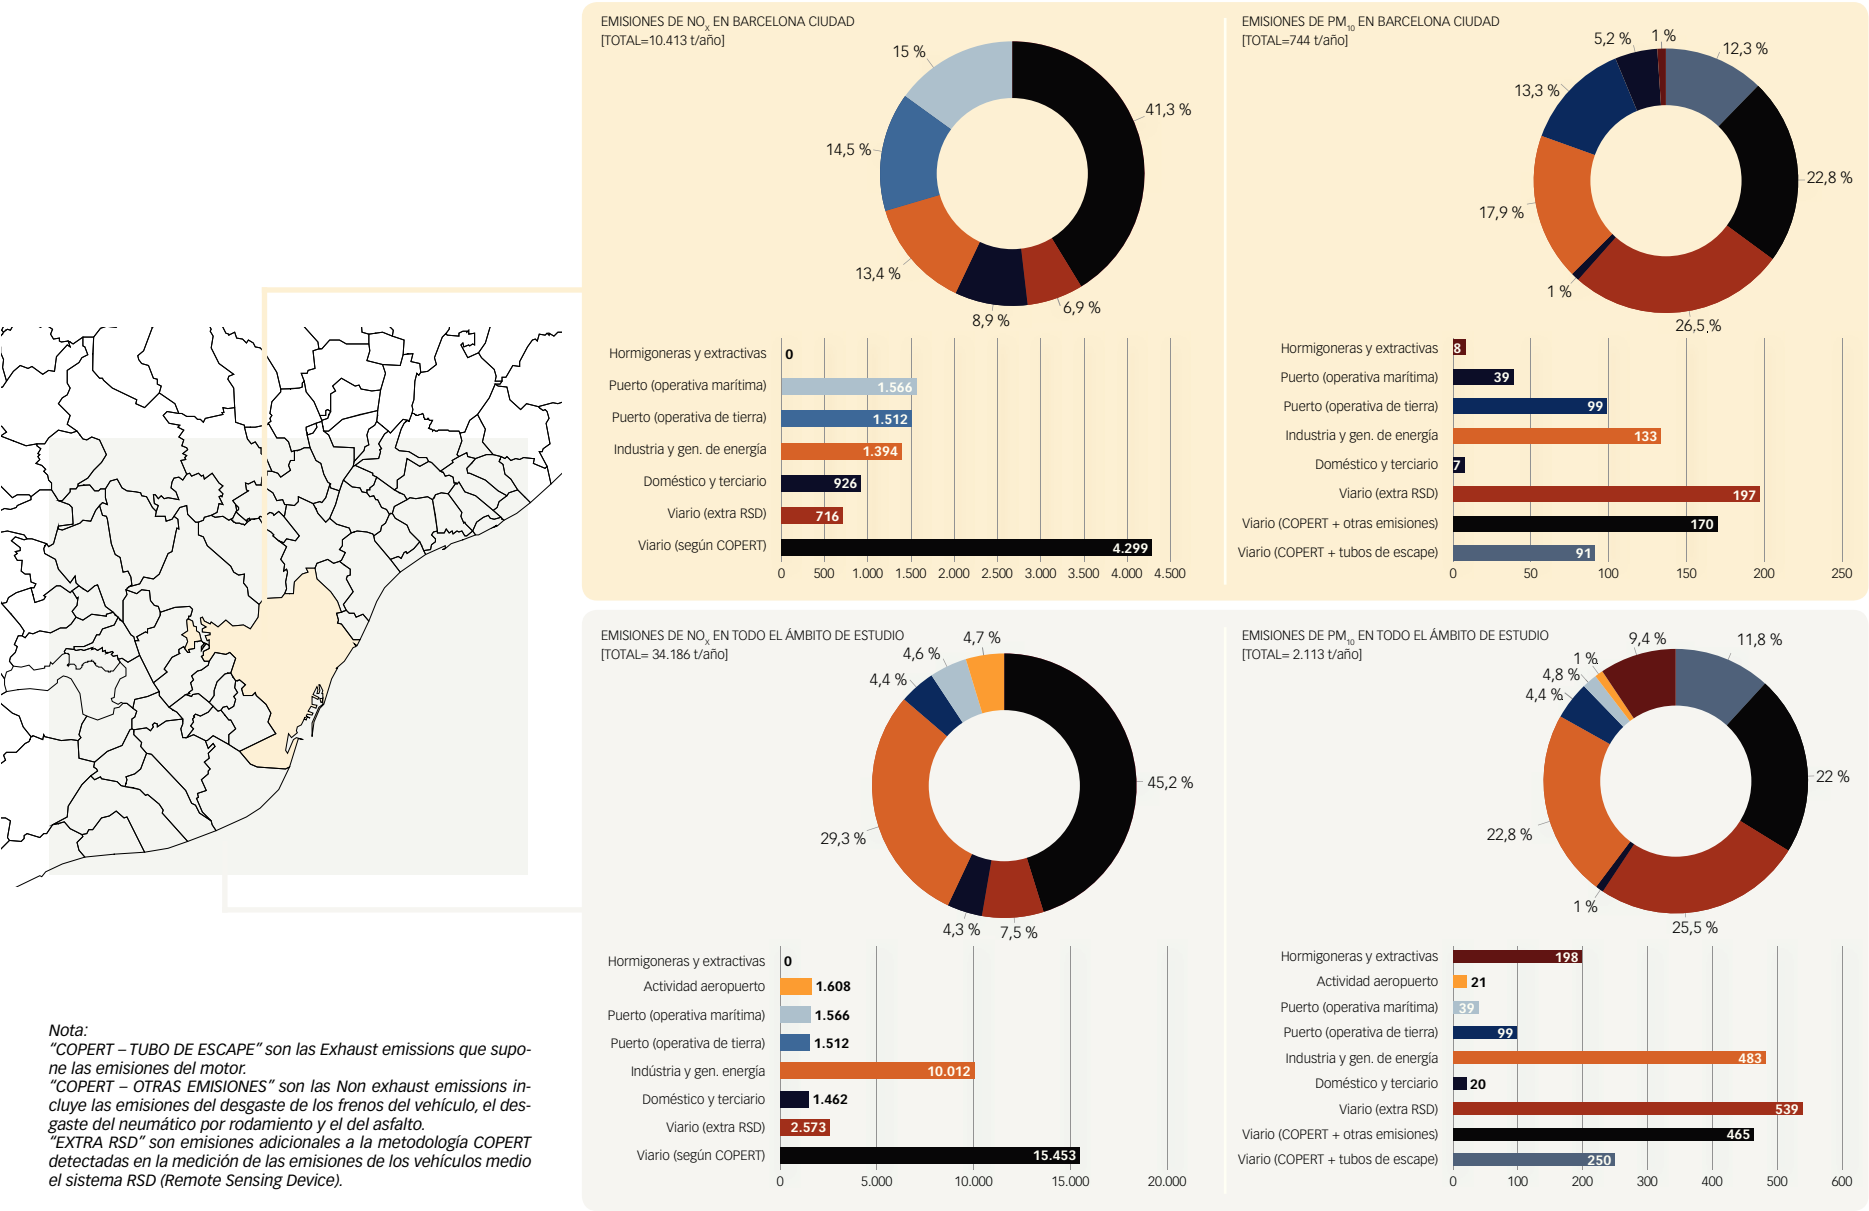 EMISIONES DE NOx EN BARCELONA CIUDAD
[TOTAL=10.413 t/año]
15 %
41,3 %
14,5 %
13,4 %
8,9 %
6,9 %
Hormigoneras y extractivas 0
Puerto (operativa marítima) 1.566
Puerto (operativa de tierra) 1.512
Industria y gen. de energía 1.394
Doméstico y terciario 926
Viario (extra RSD) 716
Viario (según COPERT) 4.299
0 500 1.000 1.500 2.000 2.500 3.000 3.500 4.000 4.500
EMISIONES DE PM10 EN BARCELONA CIUDAD
[TOTAL=744 t/año]
5,2 %
1 %
12,3 %
13,3 %
22,8 %
17,9 %
1 %
26,5 %
Hormigoneras y extractivas 8
Puerto (operativa marítima) 39
Puerto (operativa de tierra) 99
Industria y gen. de energía 133
Doméstico y terciario 7
Viario (extra RSD) 197
Viario (COPERT + otras emisiones) 170
Viario (COPERT + tubos de escape) 91
0 50 100 150 200 250
EMISIONES DE NOx EN TODO EL ÁMBITO DE ESTUDIO
[TOTAL= 34.186 t/año]
4,7 %
4,6 %
4,4 %
45,2 %
29,3 %
4,3 %
7,5 %
Hormigoneras y extractivas 0
Actividad aeropuerto 1.608
Puerto (operativa marítima) 1.566
Puerto (operativa de tierra) 1.512
Indústria y gen. energía 10.012
Doméstico y terciario 1.462
Viario (extra RSD) 2.573
Viario (según COPERT) 15.453
0 5.000 10.000 15.000 20.000
EMISIONES DE PM10 EN TODO EL ÁMBITO DE ESTUDIO
[TOTAL= 2.113 t/año]
9,4 %
11,8 %
1 %
4,8 %
4,4 %
22 %
22,8 %
1 %
25,5 %
Hormigoneras y extractivas 198
Actividad aeropuerto 21
Puerto (operativa marítima) 39
Puerto (operativa de tierra) 99
Industria y gen. de energía 483
Doméstico y terciario 20
Viario (extra RSD) 539
Viario (COPERT + otras emisiones) 465
Viario (COPERT + tubos de escape) 250
0 100 200 300 400 500 600
Nota:
“COPERT – TUBO DE ESCAPE” son las Exhaust emissions que supo-
ne las emisiones del motor.
“COPERT – OTRAS EMISIONES” son las Non exhaust emissions in-
cluye las emisiones del desgaste de los frenos del vehículo, el des-
gaste del neumático por rodamiento y el del asfalto.
“EXTRA RSD” son emisiones adicionales a la metodología COPERT
detectadas en la medición de las emisiones de los vehículos medio
el sistema RSD (Remote Sensing Device).